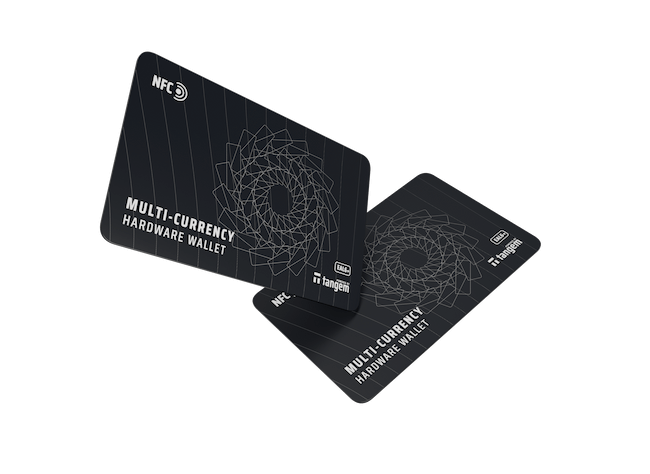 NFC
MULTI-CURRENCY
HARDWARE WALLET
EAL6+
tangem
NFC
MULTI-CURRENCY
HARDWARE WALLET
EAL6+
tangem